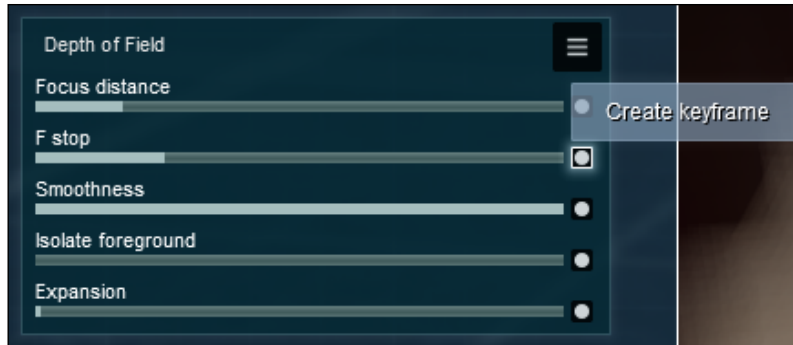 Depth of Field
Focus distance
Create keyframe
F stop
Smoothness
Isolate foreground
Expansion